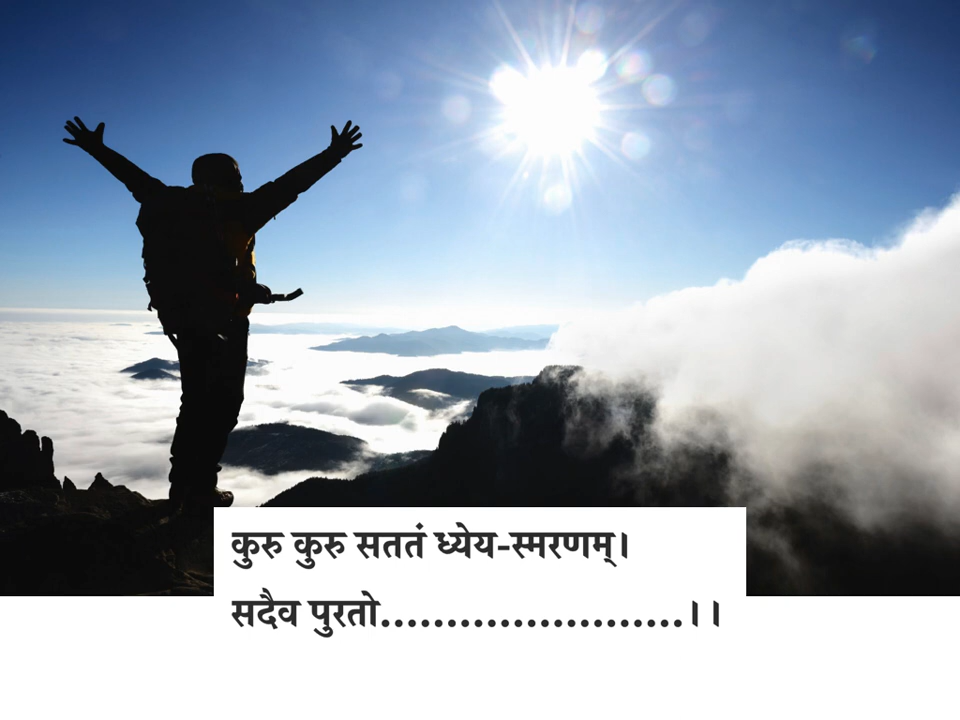 कुरु कुरु सततं ध्येय-स्मरणम्।
सदैव पुरतो.......................।।